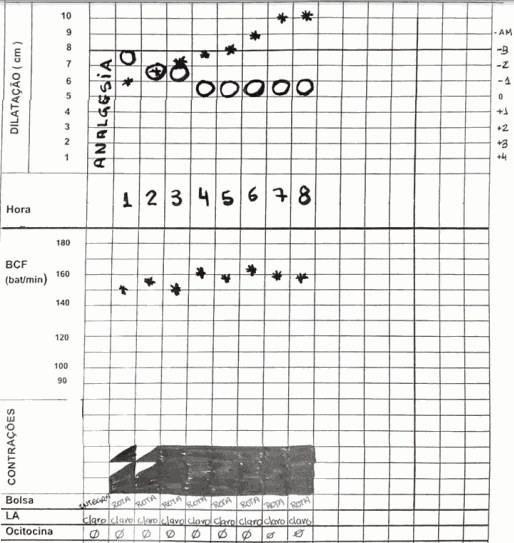 DILATAÇÃO ( cm )
10
9
8
7
6
5
4
3
2
1
ANALGESIA
- AM
-3
-2
-1
0
+1
+2
+3
+4
Hora 1 2 3 4 5 6 7 8
BCF
(bat/min)
180
160
140
120
100
90
CONTRAÇÕES
Bolsa INTEGRA ROTA ROTA ROTA ROTA ROTA ROTA ROTA ROTA
LA claro claro claro claro claro claro claro claro claro
Ocitocina Ø Ø Ø Ø Ø Ø Ø Ø Ø